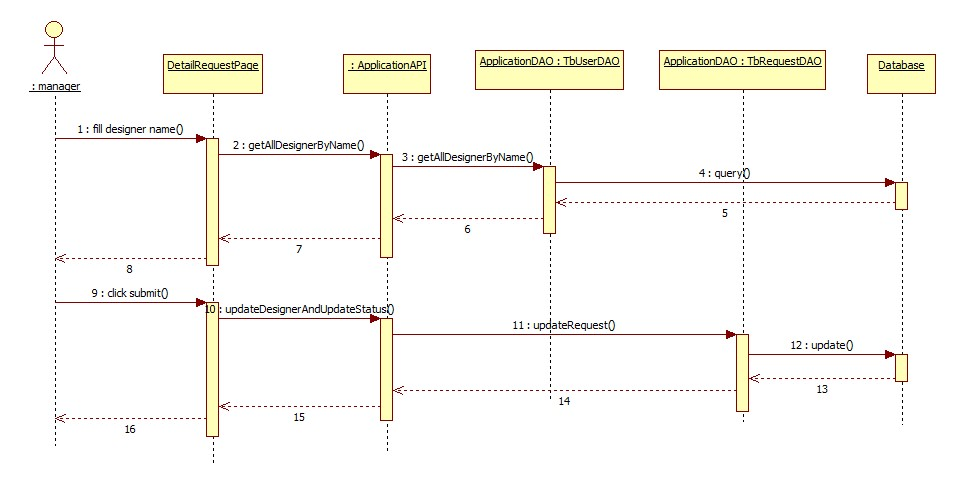 : manager
DetailRequestPage
: ApplicationAPI
ApplicationDAO : TbUserDAO
ApplicationDAO : TbRequestDAO
Database
1 : fill designer name()
2 : getAllDesignerByName()
3 : getAllDesignerByName()
4 : query()
5
6
7
8
9 : click submit()
10 : updateDesignerAndUpdateStatus()
11 : updateRequest()
12 : update()
13
14
15
16